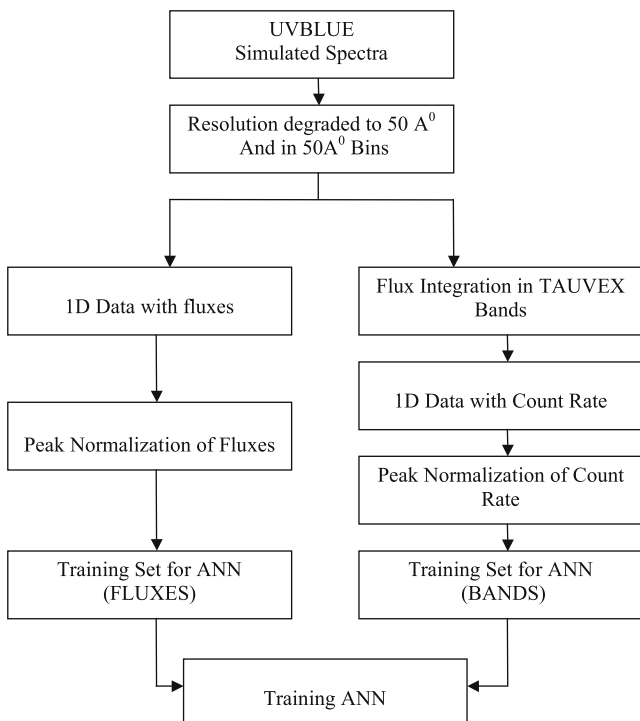 UVBLUE
Simulated Spectra
Resolution degraded to 50 A⁰
And in 50A⁰ Bins
1D Data with fluxes
Peak Normalization of Fluxes
Training Set for ANN
(FLUXES)
Flux Integration in TAUVEX
Bands
1D Data with Count Rate
Peak Normalization of Count
Rate
Training Set for ANN
(BANDS)
Training ANN